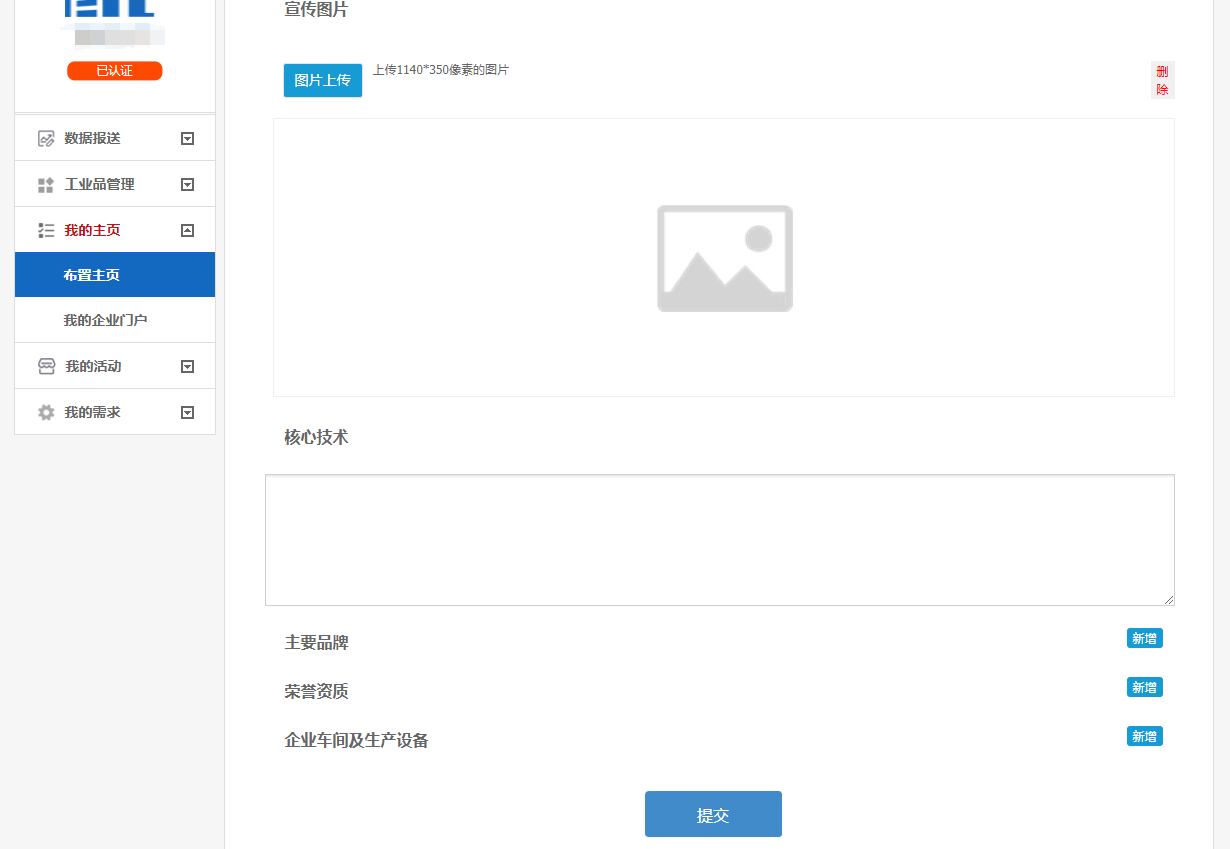 已认证
数据报送
工业品管理
我的主页
布置主页
我的企业门户
我的活动
我的需求
宣传图片
图片上传
上传1140*350像素的图片
删
除
核心技术
主要品牌
新增
荣誉资质
新增
企业车间及生产设备
新增
提交